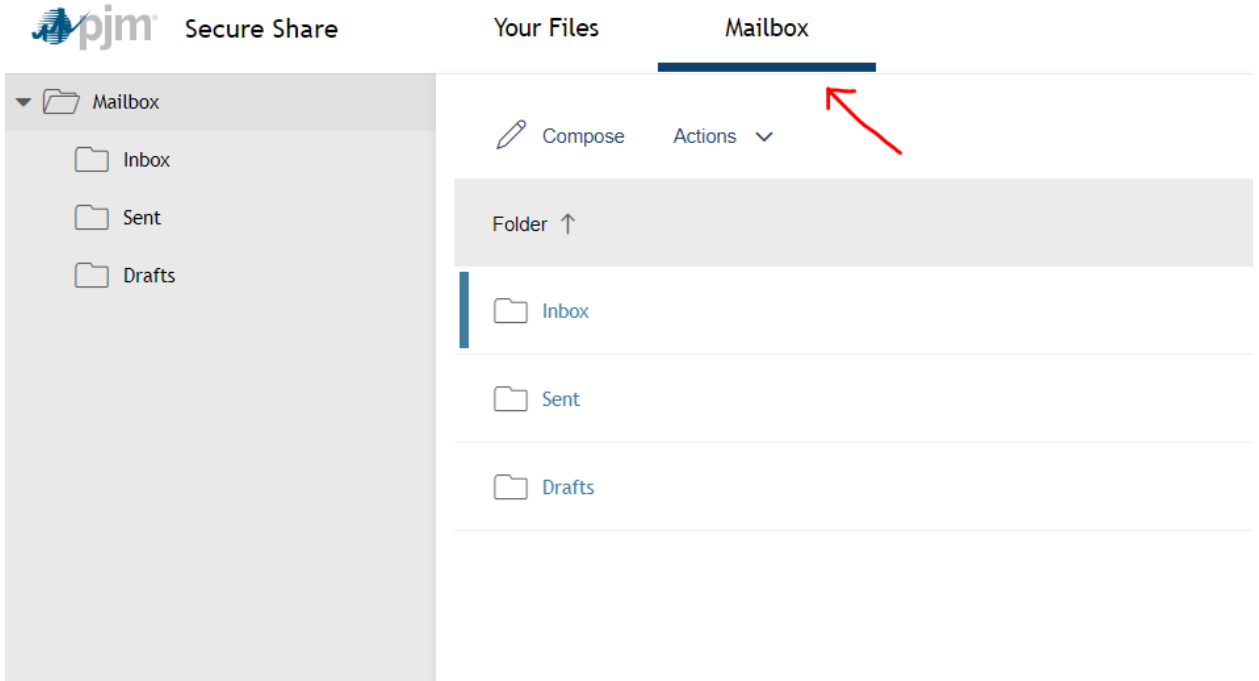 pjm Secure Share Your Files Mailbox
Mailbox
Inbox
Sent
Drafts
Compose Actions
Folder
Inbox
Sent
Drafts